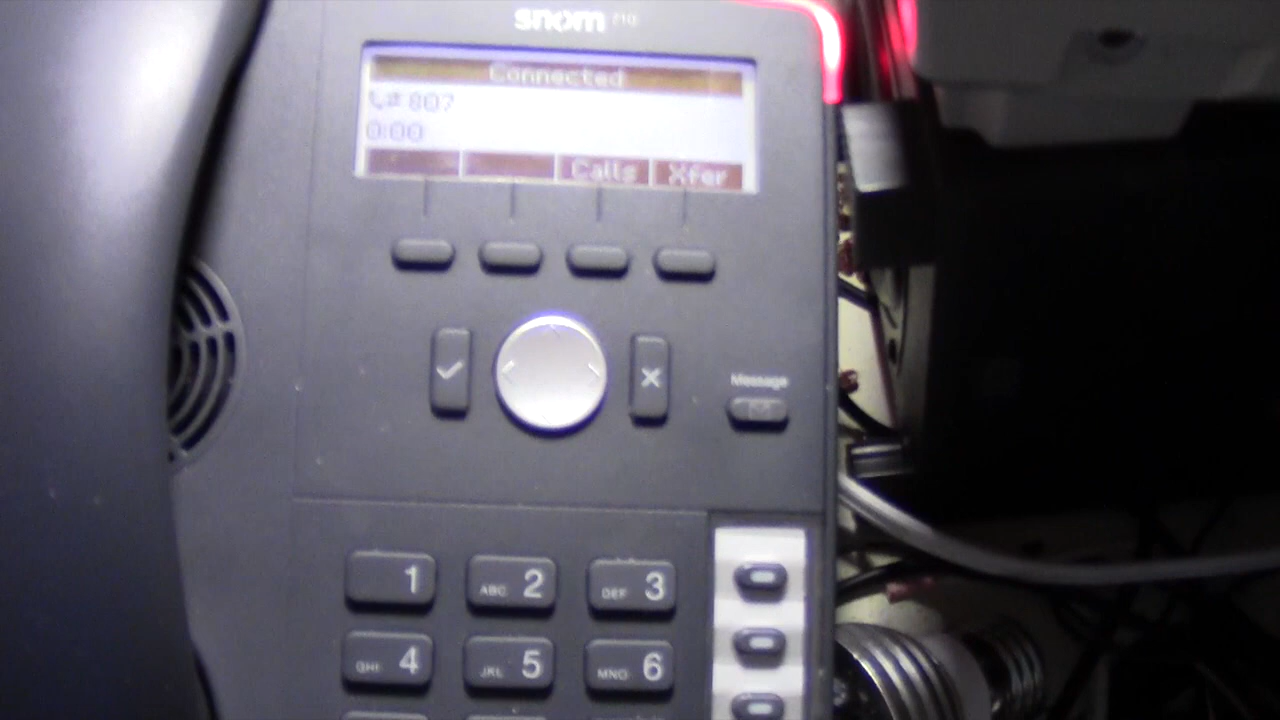 snom 710
Connected
807
0:00
Calls Xfer
Message
1 ABC 2 DEF 3
GHI 4 JKL 5 MNO 6